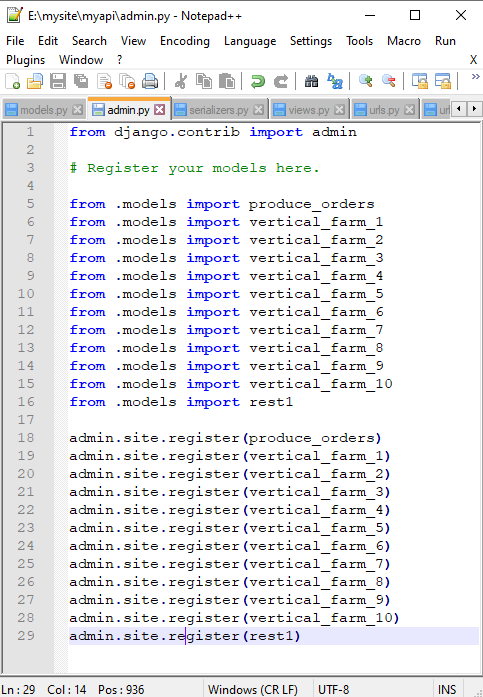 E:\mysite\myapi\admin.py - Notepad++
File Edit Search View Encoding Language Settings Tools Macro Run
Plugins Window ? X
models.py admin.py serializers.py views.py urls.py url
1 from django.contrib import admin
2
3 # Register your models here.
4
5 from .models import produce_orders
6 from .models import vertical_farm_1
7 from .models import vertical_farm_2
8 from .models import vertical_farm_3
9 from .models import vertical_farm_4
10 from .models import vertical_farm_5
11 from .models import vertical_farm_6
12 from .models import vertical_farm_7
13 from .models import vertical_farm_8
14 from .models import vertical_farm_9
15 from .models import vertical_farm_10
16 from .models import rest1
17
18 admin.site.register(produce_orders)
19 admin.site.register(vertical_farm_1)
20 admin.site.register(vertical_farm_2)
21 admin.site.register(vertical_farm_3)
22 admin.site.register(vertical_farm_4)
23 admin.site.register(vertical_farm_5)
24 admin.site.register(vertical_farm_6)
25 admin.site.register(vertical_farm_7)
26 admin.site.register(vertical_farm_8)
27 admin.site.register(vertical_farm_9)
28 admin.site.register(vertical_farm_10)
29 admin.site.register(rest1)
Ln : 29 Col : 14 Pos : 936 Windows (CR LF) UTF-8 INS